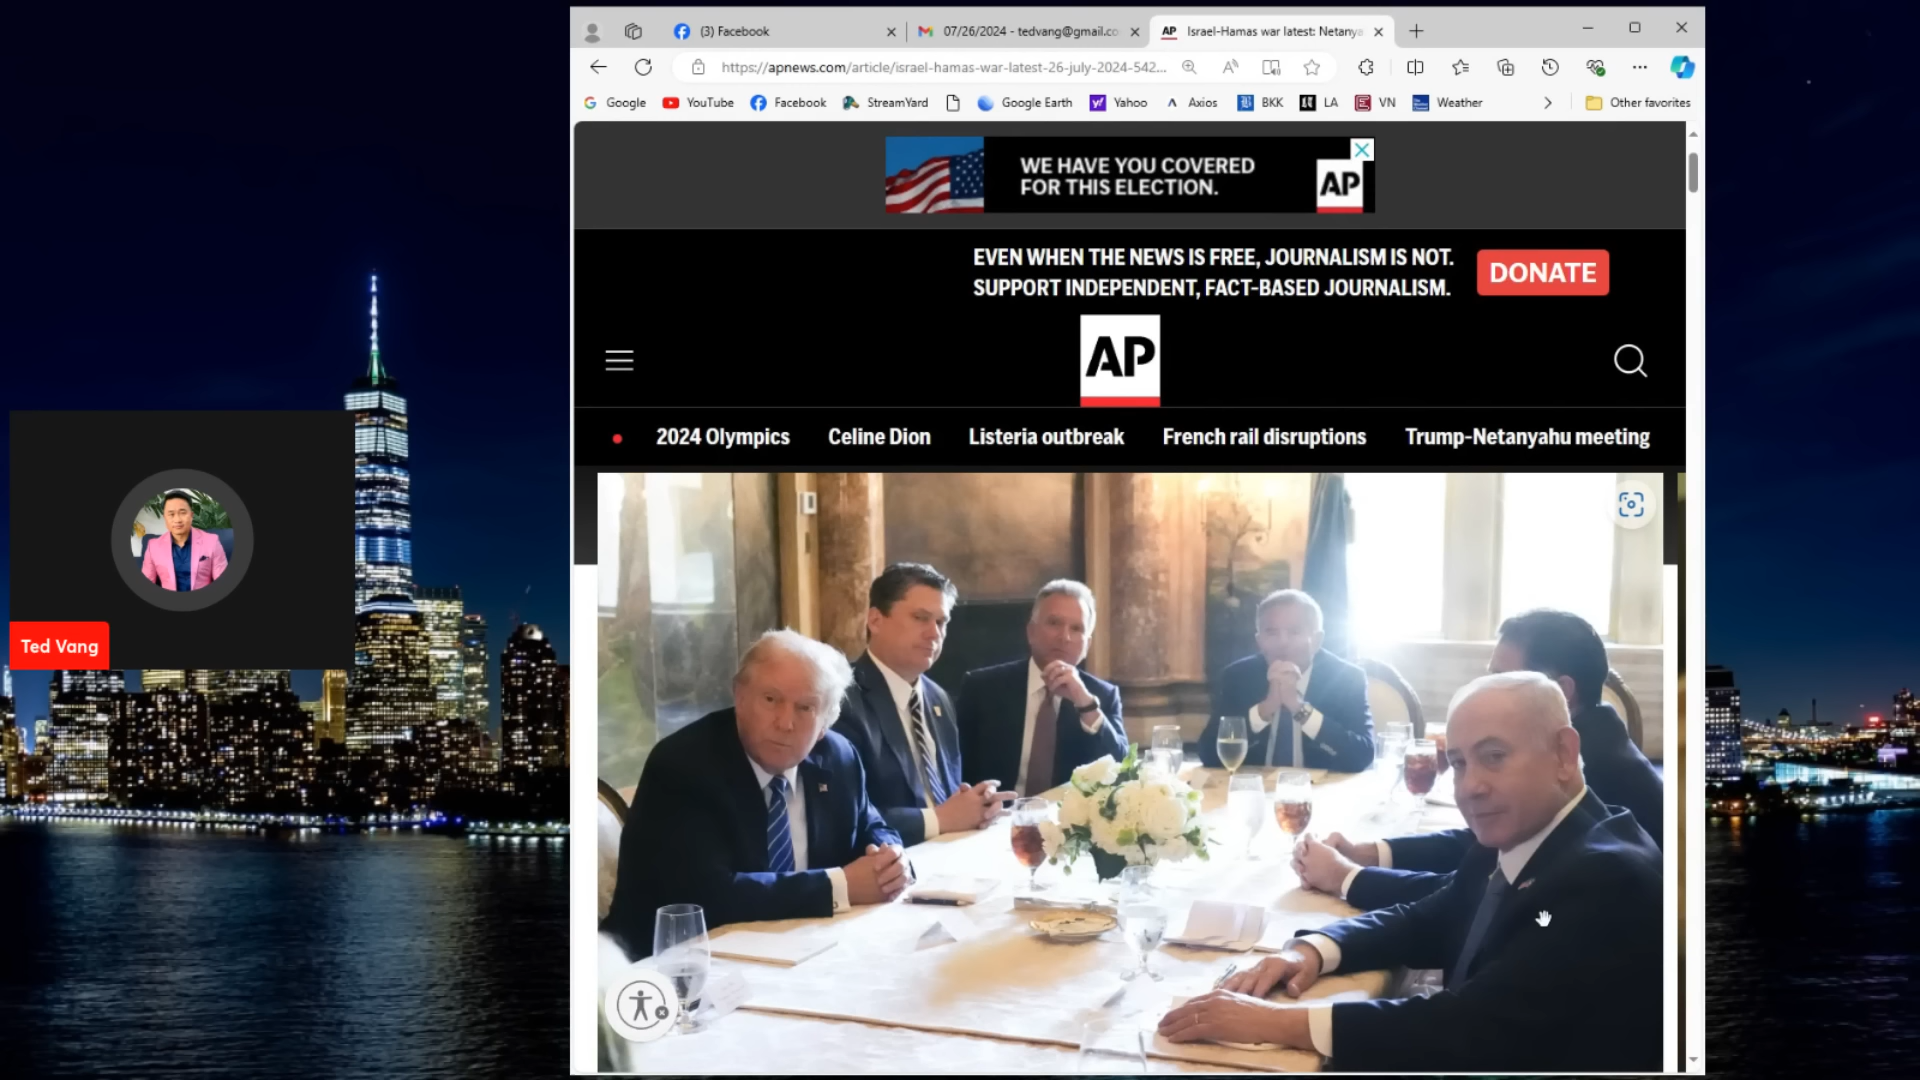 (3) Facebook
07/26/2024 - tedvang@gmail.co
AP
Israel-Hamas war latest: Netanya
https://apnews.com/article/israel-hamas-war-latest-26-july-2024-542...
Google
YouTube
Facebook
StreamYard
Google Earth
Yahoo
Axios
BKK
LA
VN
Weather
Other favorites
WE HAVE YOU COVERED
FOR THIS ELECTION.
AP
EVEN WHEN THE NEWS IS FREE, JOURNALISM IS NOT.
SUPPORT INDEPENDENT, FACT-BASED JOURNALISM.
DONATE
AP
2024 Olympics
Celine Dion
Listeria outbreak
French rail disruptions
Trump-Netanyahu meeting
Ted Vang